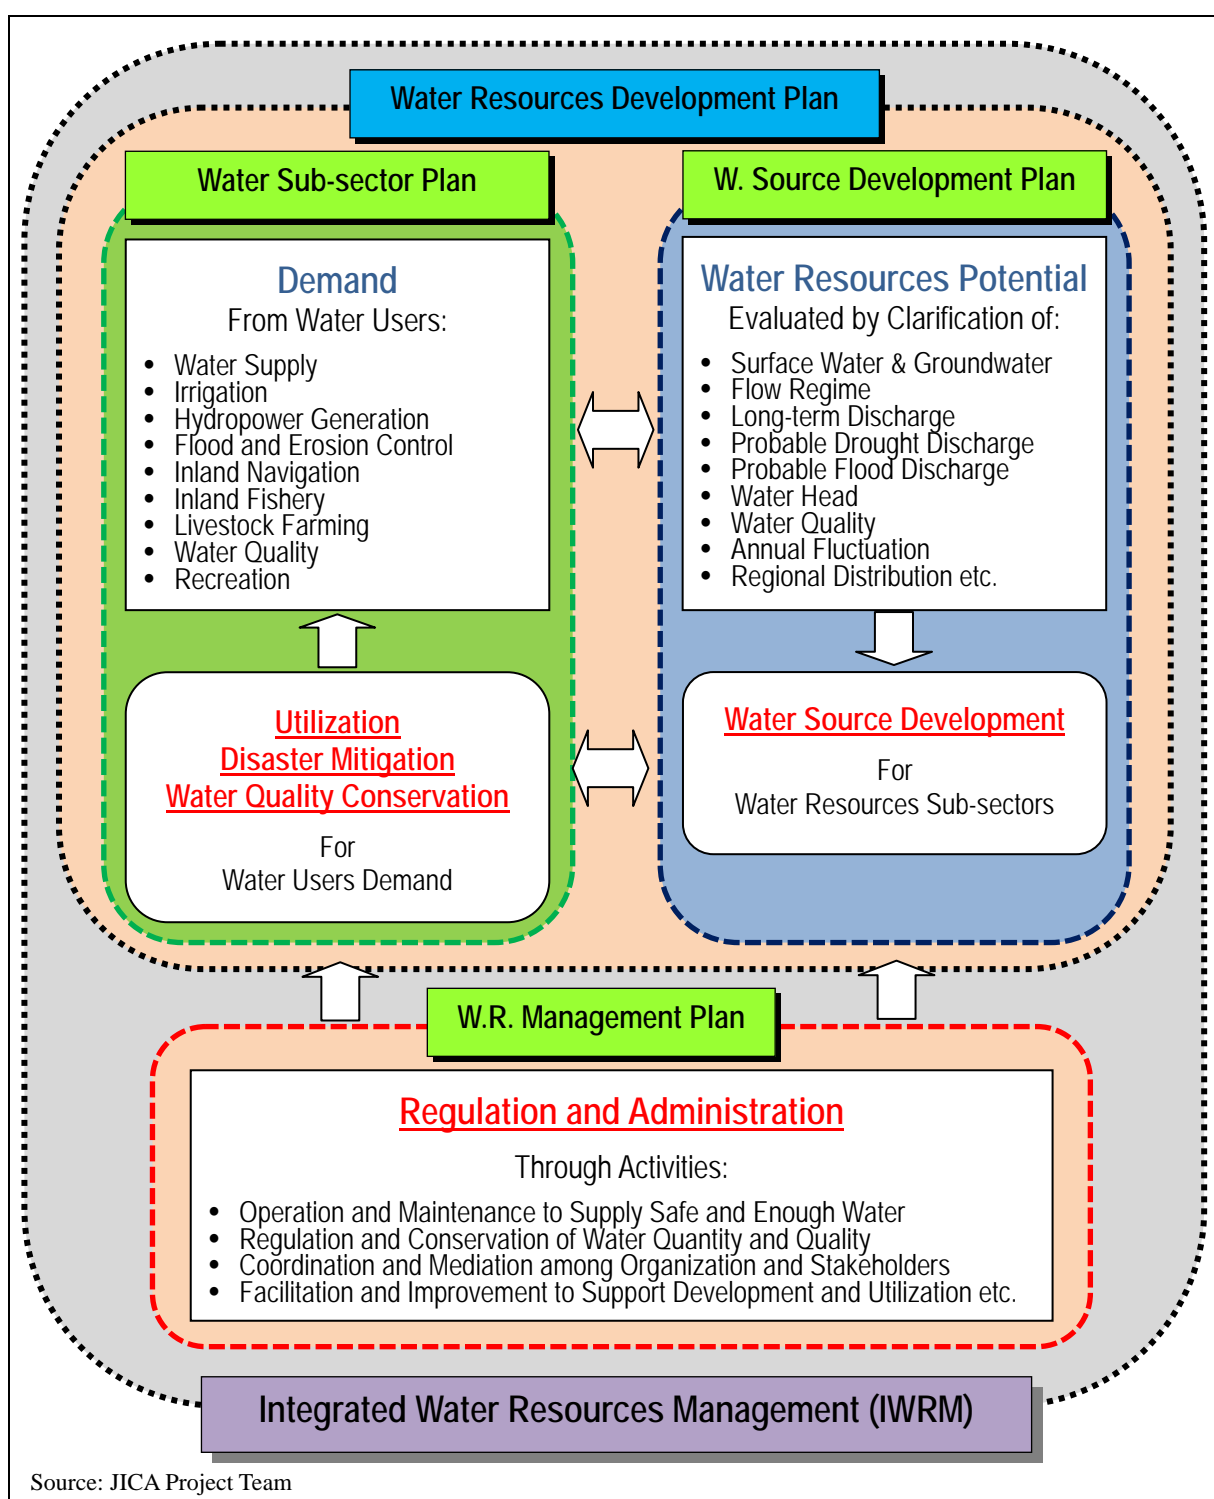 Water Resources Development Plan
Water Sub-sector Plan
Demand
From Water Users:
• Water Supply
• Irrigation
• Hydropower Generation
• Flood and Erosion Control
• Inland Navigation
• Inland Fishery
• Livestock Farming
• Water Quality
• Recreation
Utilization
Disaster Mitigation
Water Quality Conservation
For
Water Users Demand
W. Source Development Plan
Water Resources Potential
Evaluated by Clarification of:
• Surface Water & Groundwater
• Flow Regime
• Long-term Discharge
• Probable Drought Discharge
• Probable Flood Discharge
• Water Head
• Water Quality
• Annual Fluctuation
• Regional Distribution etc.
Water Source Development
For
Water Resources Sub-sectors
W.R. Management Plan
Regulation and Administration
Through Activities:
• Operation and Maintenance to Supply Safe and Enough Water
• Regulation and Conservation of Water Quantity and Quality
• Coordination and Mediation among Organization and Stakeholders
• Facilitation and Improvement to Support Development and Utilization etc.
Integrated Water Resources Management (IWRM)
Source: JICA Project Team